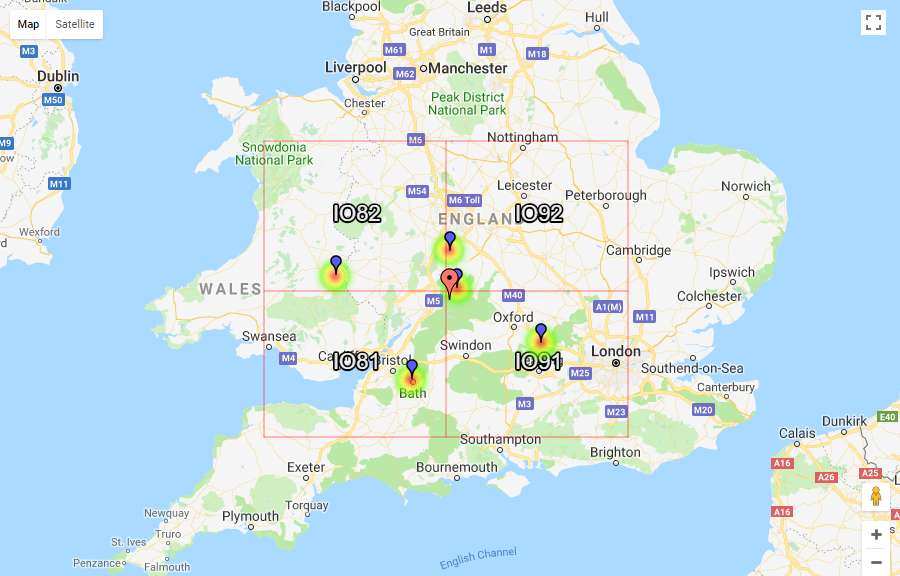 Dundalk
Map
Satellite
Blackpool
Leeds
Hull
Great Britain
M3
M61
M1
M18
Dublin
Liverpool
M62
Manchester
M50
Chester
Peak District
National Park
M6
Nottingham
M9
Snowdonia
National Park
M11
M54
Leicester
M6 Toll
Peterborough
Norwich
IO82
ENGLAN
IO92
Wexford
Cambridge
Ipswich
WALES
M5
M40
Colchester
A1(M)
M11
Oxford
Swansea
Swindon
London
M4
IO81
Bristol
IO91
M25
Southend-on-Sea
Bath
Canterbury
M3
M23
M20
E40
Dunkirk
Calais
Southampton
Brighton
A16
Exeter
Bournemouth
A26
A25
Torquay
Newquay
Plymouth
A16
Truro
St. Ives
Penzance
Falmouth
English Channel
+
−